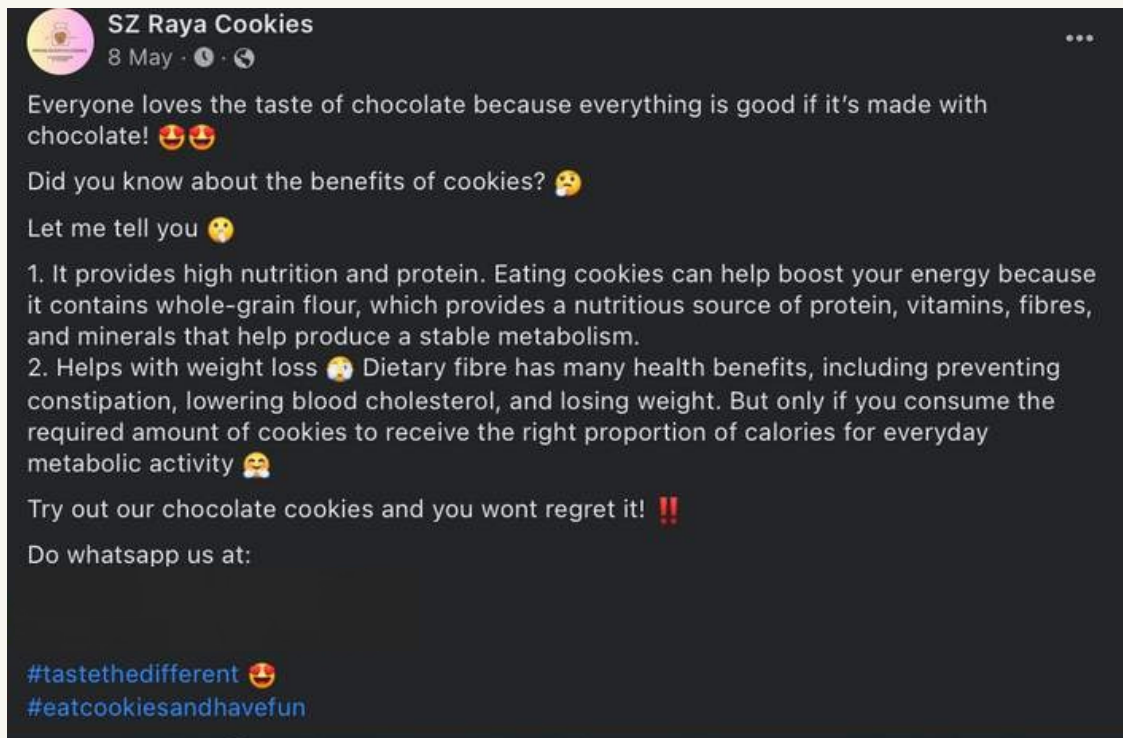 SZ Raya Cookies
8 May ·
Everyone loves the taste of chocolate because everything is good if it's made with
chocolate! 🤩🤩
Did you know about the benefits of cookies? 🤔
Let me tell you 🤫
1. It provides high nutrition and protein. Eating cookies can help boost your energy because
it contains whole-grain flour, which provides a nutritious source of protein, vitamins, fibres,
and minerals that help produce a stable metabolism.
2. Helps with weight loss 🫣 Dietary fibre has many health benefits, including preventing
constipation, lowering blood cholesterol, and losing weight. But only if you consume the
required amount of cookies to receive the right proportion of calories for everyday
metabolic activity 🤗
Try out our chocolate cookies and you wont regret it! ‼️
Do whatsapp us at:
#tastethedifferent 🤩
#eatcookiesandhavefun